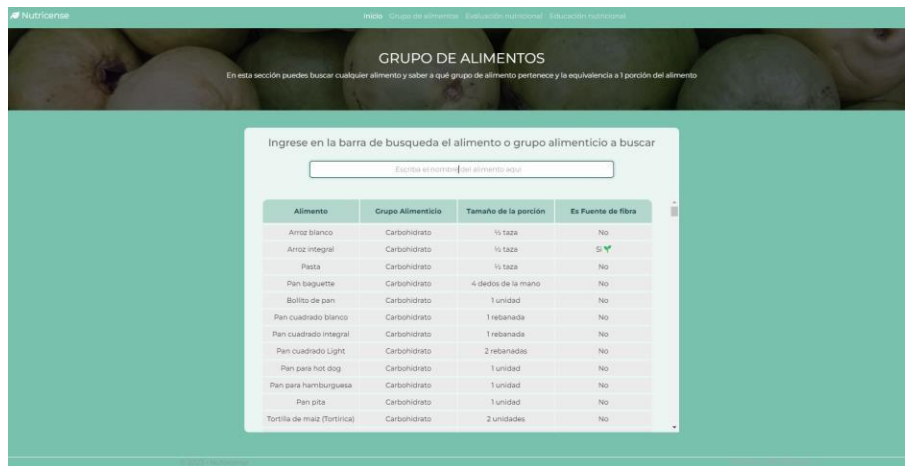 Nutricense
Inicio Grupo de alimentos Evaluación nutricional Educación nutricional
GRUPO DE ALIMENTOS
En esta sección puedes buscar cualquier alimento y saber a qué grupo de alimento pertenece y la equivalencia a 1 porción del alimento
Ingrese en la barra de busqueda el alimento o grupo alimenticio a buscar
Escriba el nombre del alimento aquí
Alimento Grupo Alimenticio Tamaño de la porción Es Fuente de fibra
Arroz blanco Carbohidrato ½ taza No
Arroz integral Carbohidrato ½ taza Si
Pasta Carbohidrato ½ taza No
Pan baguette Carbohidrato 4 dedos de la mano No
Bollito de pan Carbohidrato 1 unidad No
Pan cuadrado blanco Carbohidrato 1 rebanada No
Pan cuadrado integral Carbohidrato 1 rebanada No
Pan cuadrado Light Carbohidrato 2 rebanadas No
Pan para hot dog Carbohidrato 1 unidad No
Pan para hamburguesa Carbohidrato 1 unidad No
Pan pita Carbohidrato 1 unidad No
Tortilla de maiz (Tortirica) Carbohidrato 2 unidades No